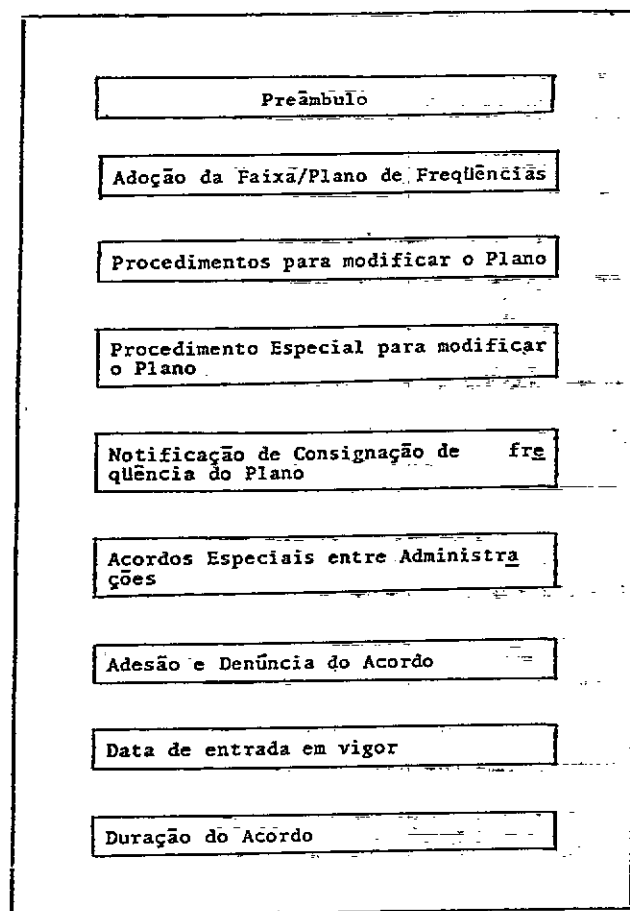 Preâmbulo
Adoção da Faixa/Plano de Freqüências
Procedimentos para modificar o Plano
Procedimento Especial para modificar
o Plano
Notificação de Consignação de fre
qüência do Plano
Acordos Especiais entre Administra
ções
Adesão e Denúncia do Acordo
Data de entrada em vigor
Duração do Acordo